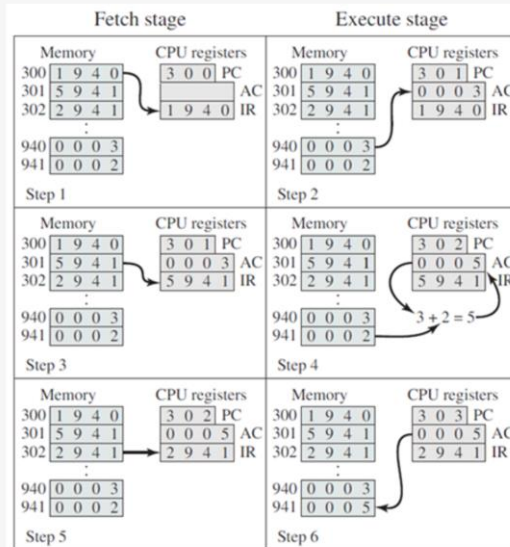 Fetch stage Execute stage
Memory CPU registers
300 1 9 4 0 3 0 0 PC
301 5 9 4 1 AC
302 2 9 4 1 1 9 4 0 IR
940 0 0 0 3
941 0 0 0 2
Step 1
Memory CPU registers
300 1 9 4 0 3 0 1 PC
301 5 9 4 1 0 0 0 3 AC
302 2 9 4 1 1 9 4 0 IR
940 0 0 0 3
941 0 0 0 2
Step 2
Memory CPU registers
300 1 9 4 0 3 0 1 PC
301 5 9 4 1 0 0 0 3 AC
302 2 9 4 1 5 9 4 1 IR
940 0 0 0 3
941 0 0 0 2
Step 3
Memory CPU registers
300 1 9 4 0 3 0 2 PC
301 5 9 4 1 0 0 0 5 AC
302 2 9 4 1 5 9 4 1 IR
940 0 0 0 3 3 + 2 = 5
941 0 0 0 2
Step 4
Memory CPU registers
300 1 9 4 0 3 0 2 PC
301 5 9 4 1 0 0 0 5 AC
302 2 9 4 1 2 9 4 1 IR
940 0 0 0 3
941 0 0 0 2
Step 5
Memory CPU registers
300 1 9 4 0 3 0 3 PC
301 5 9 4 1 0 0 0 5 AC
302 2 9 4 1 2 9 4 1 IR
940 0 0 0 3
941 0 0 0 5
Step 6